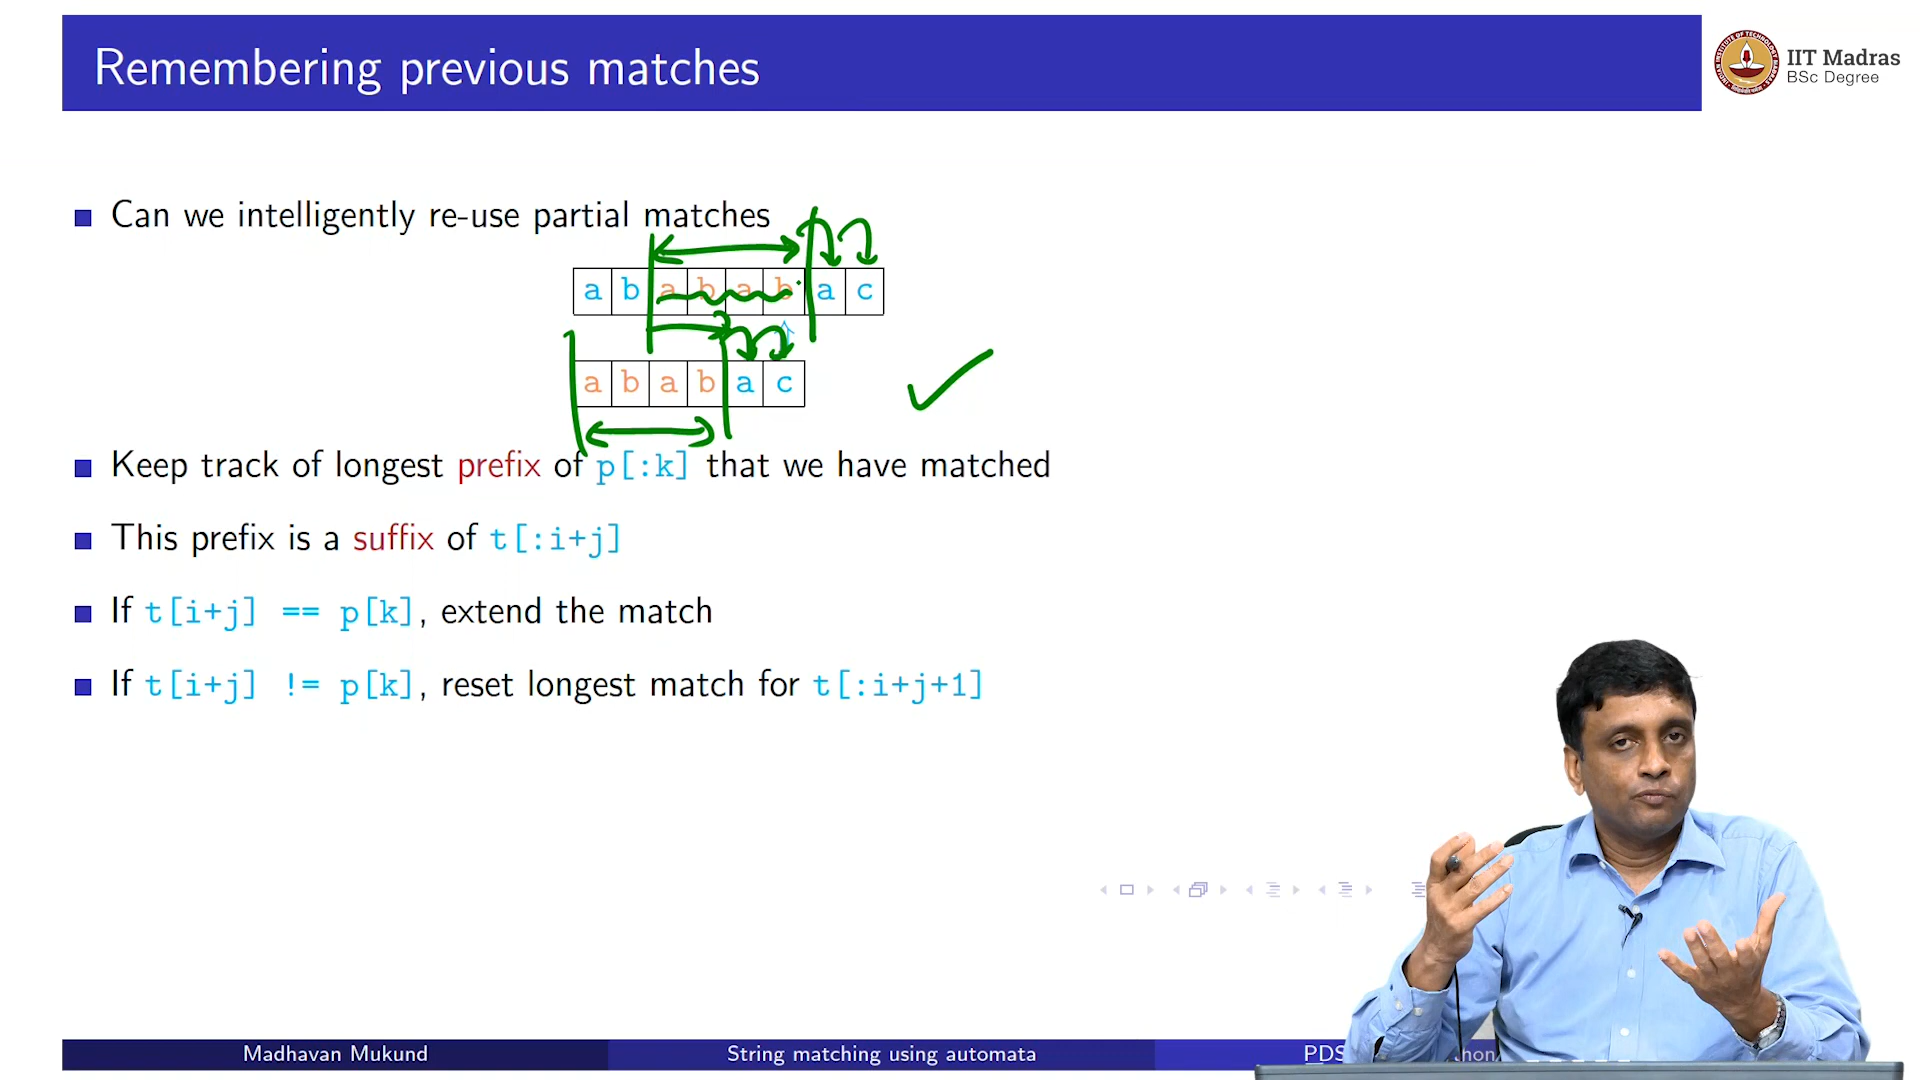 Remembering previous matches
IIT Madras
BSc Degree
Can we intelligently re-use partial matches
a b a b a b a c
a b a b a c
Keep track of longest prefix of p[:k] that we have matched
This prefix is a suffix of t[:i+j]
If t[i+j] == p[k], extend the match
If t[i+j] != p[k], reset longest match for t[:i+j+1]
Madhavan Mukund
String matching using automata
PDS